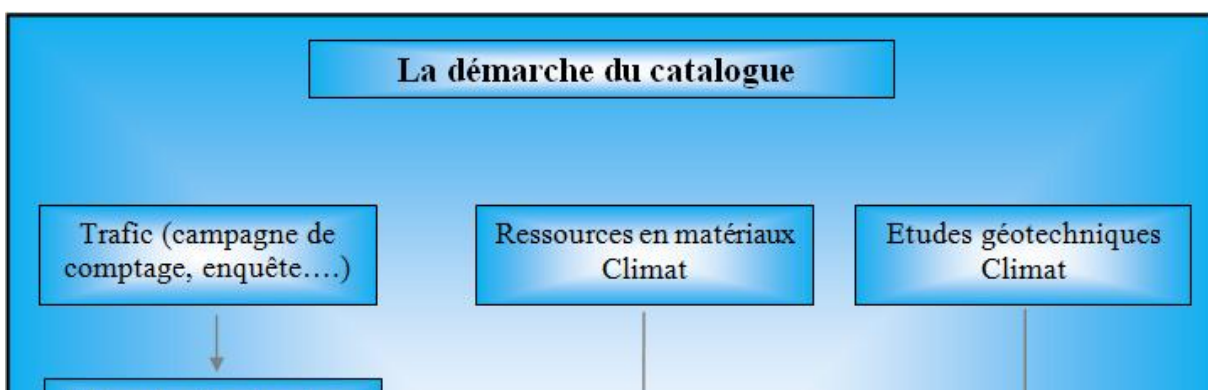 La démarche du catalogue
Trafic (campagne de
comptage, enquête....)
Ressources en matériaux
Climat
Etudes géotechniques
Climat